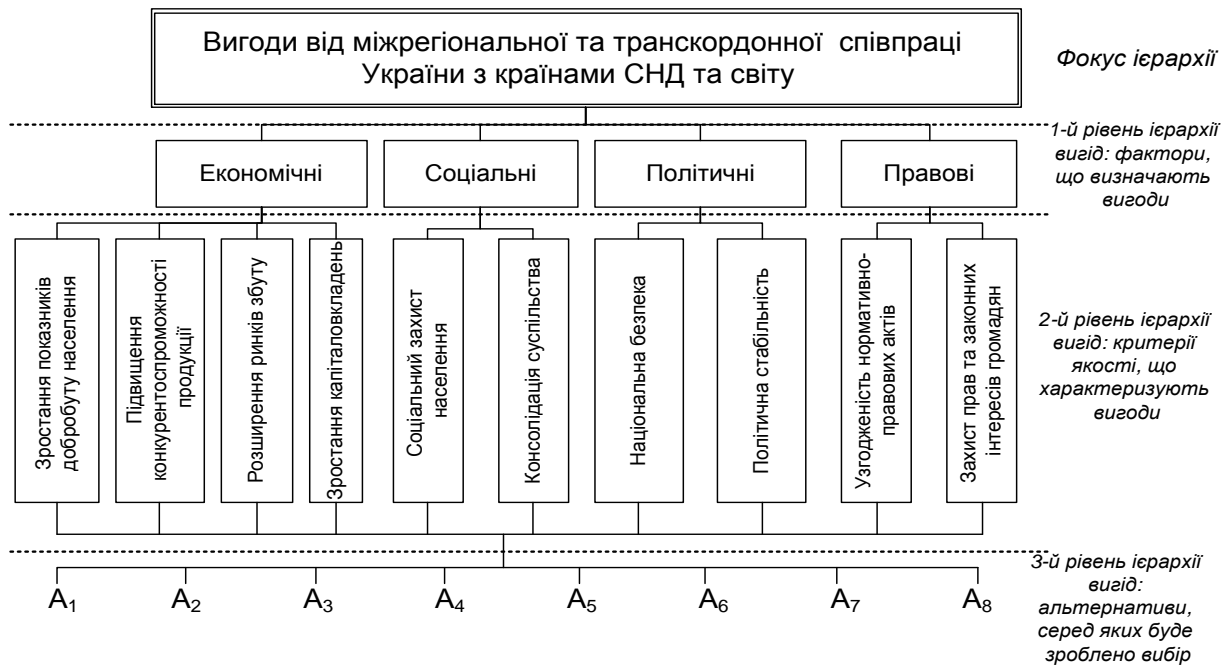 Вигоди від міжрегіональної та транскордонної співпраці
України з країнами СНД та світу
Фокус ієрархії
1-й рівень ієрархії
вигід: фактори,
що визначають
вигоди
Економічні
Соціальні
Політичні
Правові
Зростання показників
добробуту населення
Підвищення
конкурентоспроможності
продукції
Розширення ринків збуту
Зростання капіталовкладень
Соціальний захист
населення
Консолідація суспільства
Національна безпека
Політична стабільність
Узгодженість нормативно-
правових актів
Захист прав та законних
інтересів громадян
2-й рівень ієрархії
вигід: критерії
якості, що
характеризують
вигоди
A₁
A₂
A₃
A₄
A₅
A₆
A₇
A₈
3-й рівень ієрархії
вигід:
альтернативи,
серед яких буде
зроблено вибір